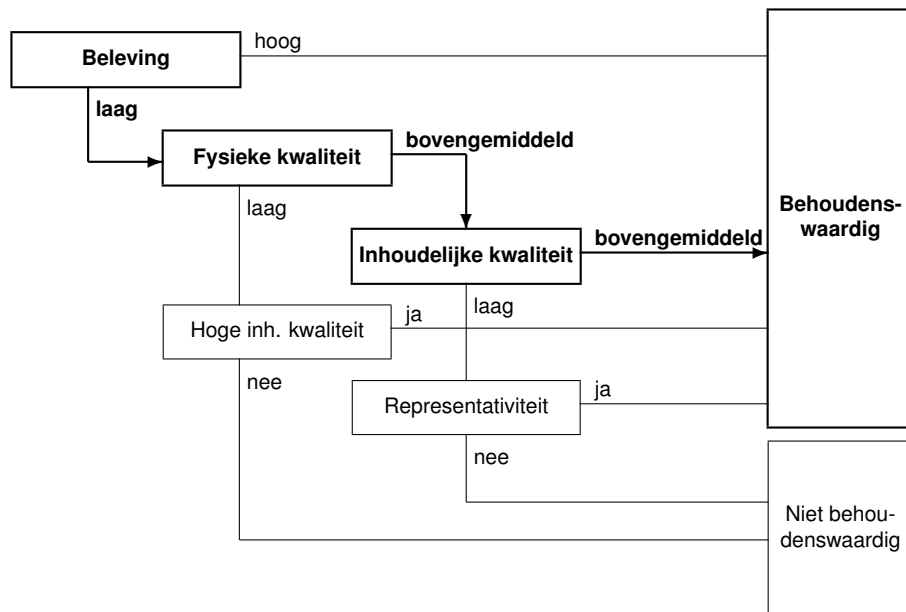 hoog
Beleving
laag
bovengemiddeld
Fysieke kwaliteit
laag
Behoudens-
waardig
bovengemiddeld
Inhoudelijke kwaliteit
laag
ja
Hoge inh. kwaliteit
nee
ja
Representativiteit
nee
Niet behou-
denswaardig